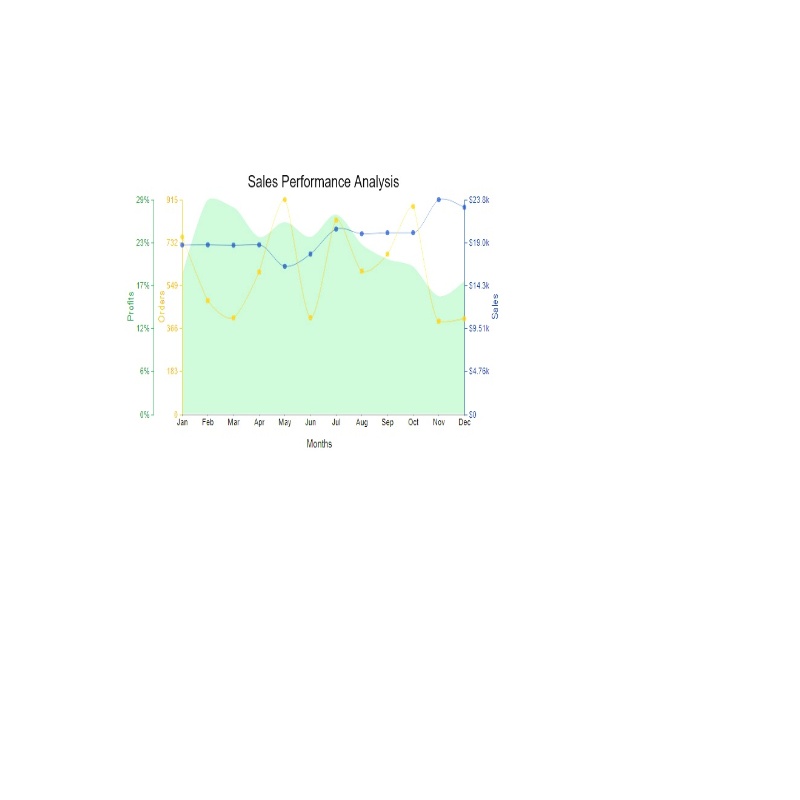 Sales Performance Analysis
29%
23%
17%
12%
6%
0%
Profits
915
732
549
366
183
0
Orders
$23.8k
$19.0k
$14.3k
$9.51k
$4.76k
$0
Sales
Jan Feb Mar Apr May Jun Jul Aug Sep Oct Nov Dec
Months